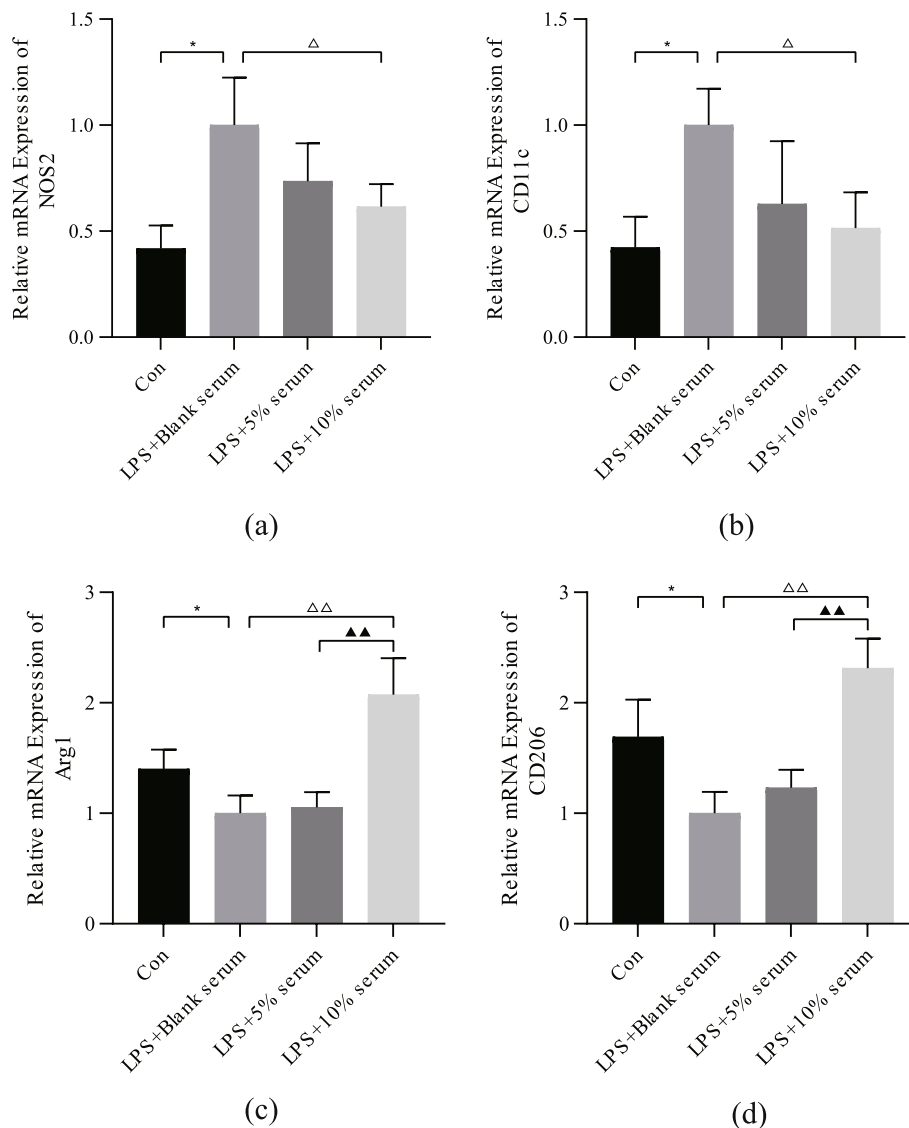 Relative mRNA Expression of
NOS2
1.5
1.0
0.5
0.0
*
△
Con
LPS+Blank serum
LPS+5% serum
LPS+10% serum
(a)
Relative mRNA Expression of
CD11c
1.5
1.0
0.5
0.0
*
△
Con
LPS+Blank serum
LPS+5% serum
LPS+10% serum
(b)
Relative mRNA Expression of
Arg1
3
2
1
0
*
△△
▲▲
Con
LPS+Blank serum
LPS+5% serum
LPS+10% serum
(c)
Relative mRNA Expression of
CD206
3
2
1
0
*
△△
▲▲
Con
LPS+Blank serum
LPS+5% serum
LPS+10% serum
(d)